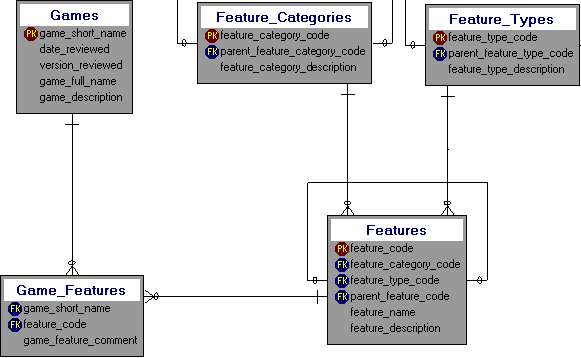 Games
PK game_short_name
date_reviewed
version_reviewed
game_full_name
game_description
Feature_Categories
PK feature_category_code
FK parent_feature_category_code
feature_category_description
Feature_Types
PK feature_type_code
FK parent_feature_type_code
feature_type_description
Features
PK feature_code
FK feature_category_code
FK feature_type_code
FK parent_feature_code
feature_name
feature_description
Game_Features
FK game_short_name
FK feature_code
game_feature_comment